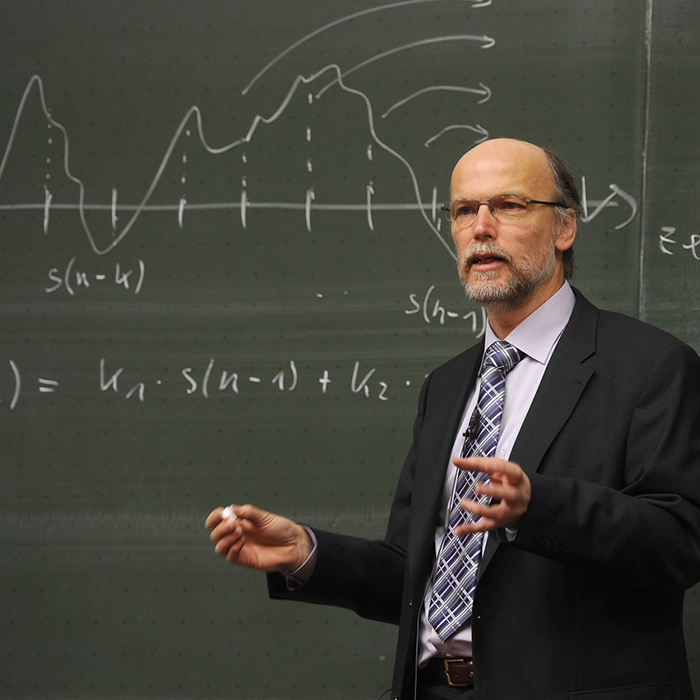 s(n-k)
s(n-1)
) = k₁ · s(n-1) + k₂ ·